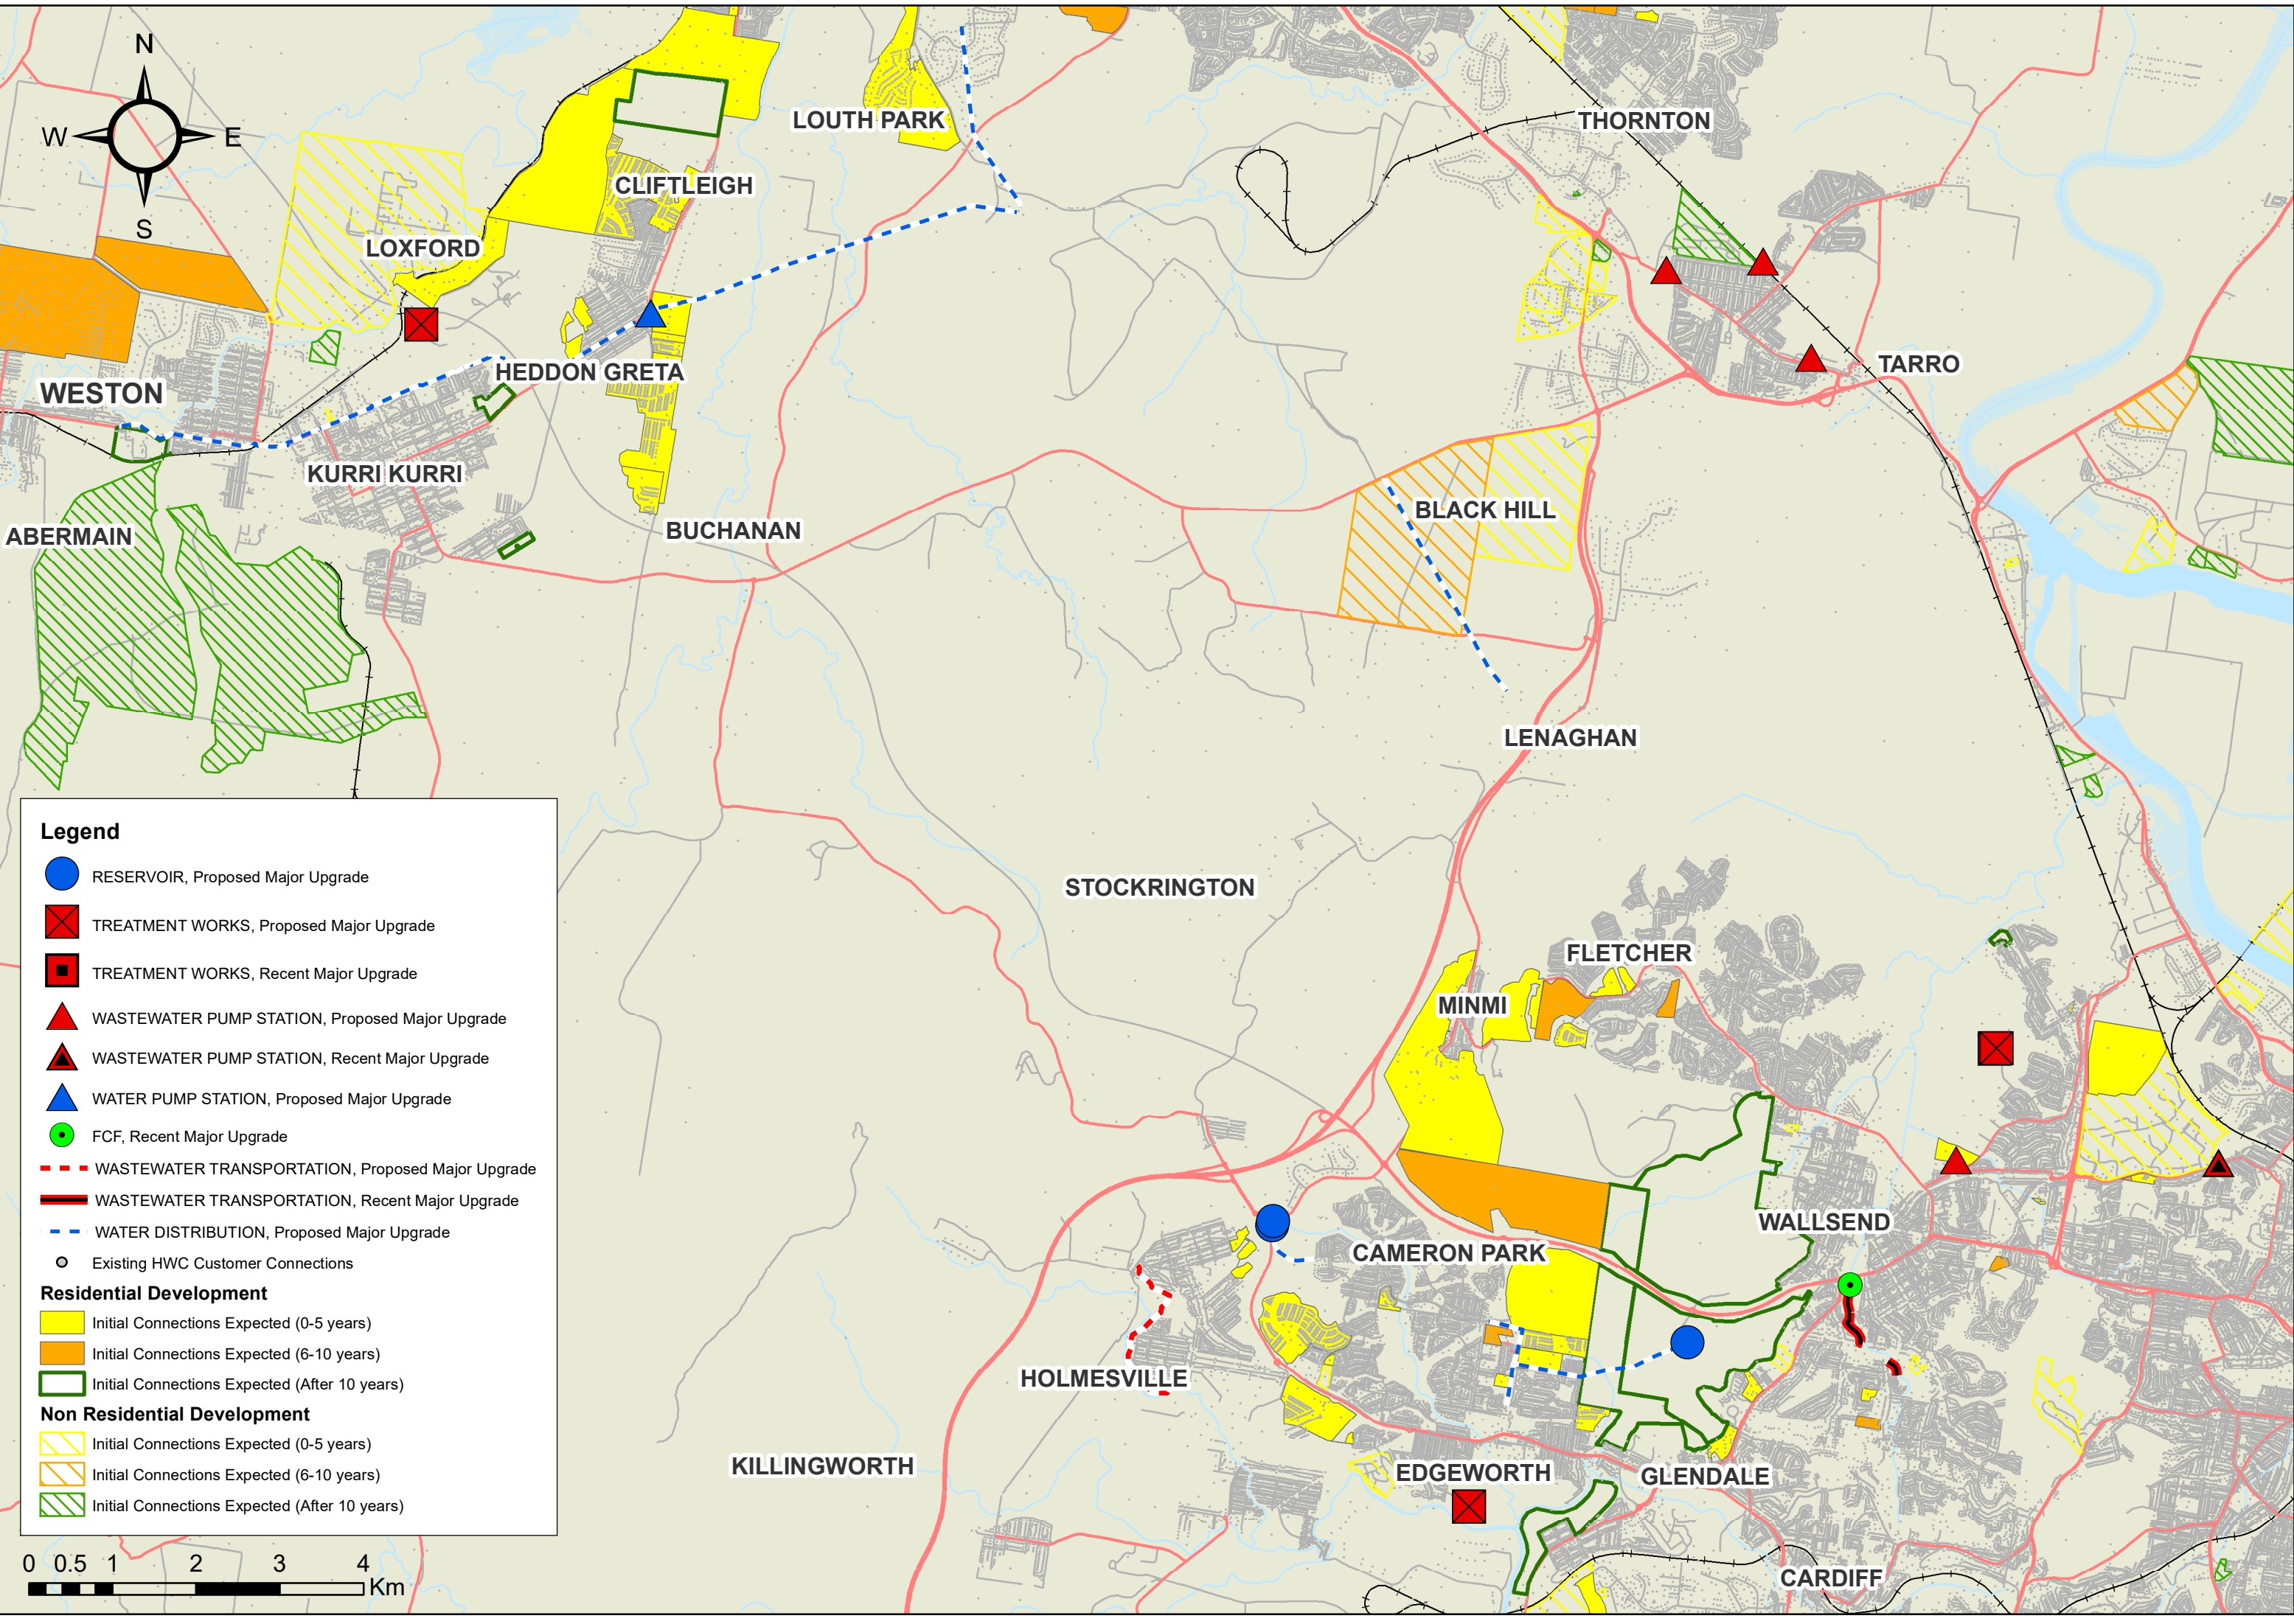 N
W
E
S
LOUTH PARK
THORNTON
CLIFTLEIGH
LOXFORD
TARRO
HEDDON GRETA
WESTON
KURRI KURRI
BLACK HILL
BUCHANAN
ABERMAIN
LENAGHAN
STOCKRINGTON
FLETCHER
MINMI
WALLSEND
CAMERON PARK
HOLMESVILLE
KILLINGWORTH
EDGEWORTH
GLENDALE
CARDIFF
Legend
RESERVOIR, Proposed Major Upgrade
TREATMENT WORKS, Proposed Major Upgrade
TREATMENT WORKS, Recent Major Upgrade
WASTEWATER PUMP STATION, Proposed Major Upgrade
WASTEWATER PUMP STATION, Recent Major Upgrade
WATER PUMP STATION, Proposed Major Upgrade
FCF, Recent Major Upgrade
WASTEWATER TRANSPORTATION, Proposed Major Upgrade
WASTEWATER TRANSPORTATION, Recent Major Upgrade
WATER DISTRIBUTION, Proposed Major Upgrade
Existing HWC Customer Connections
Residential Development
Initial Connections Expected (0-5 years)
Initial Connections Expected (6-10 years)
Initial Connections Expected (After 10 years)
Non Residential Development
Initial Connections Expected (0-5 years)
Initial Connections Expected (6-10 years)
Initial Connections Expected (After 10 years)
0 0.5 1 2 3 4
Km